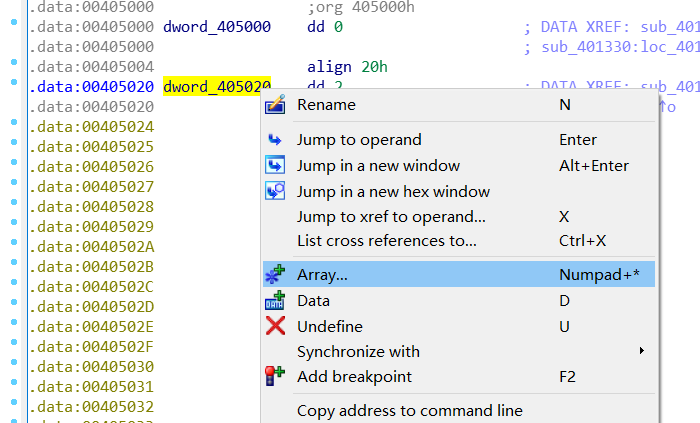 .data:00405000 ;org 405000h
.data:00405000 dword_405000 dd 0 ; DATA XREF: sub_401
.data:00405000 ; sub_401330:loc_401
.data:00405004 align 20h
.data:00405020 dword_405020 dd 2 ; DATA XREF: sub_401
.data:00405020 ↑o
.data:00405024
.data:00405025
.data:00405026
.data:00405027
.data:00405028
.data:00405029
.data:0040502A
.data:0040502B
.data:0040502C
.data:0040502D
.data:0040502E
.data:0040502F
.data:00405030
.data:00405031
.data:00405032
Rename N
Jump to operand Enter
Jump in a new window Alt+Enter
Jump in a new hex window
Jump to xref to operand... X
List cross references to... Ctrl+X
Array... Numpad+*
Data D
Undefine U
Synchronize with
Add breakpoint F2
Copy address to command line